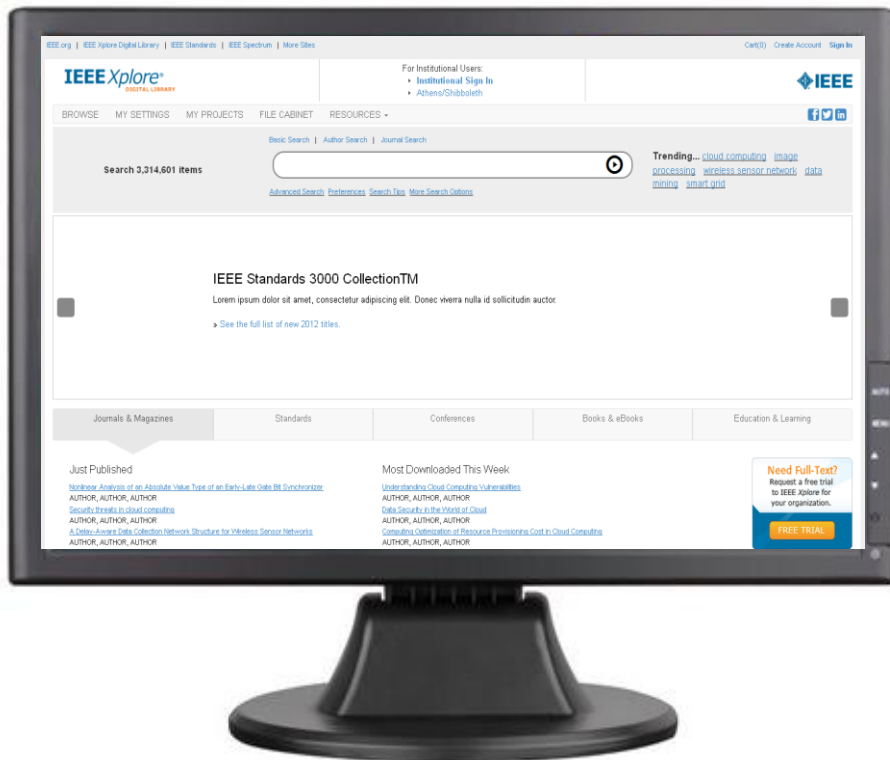 IEEE.org | IEEE Xplore Digital Library | IEEE Standards | IEEE Spectrum | More Sites
Cart(0) Create Account Sign In
IEEE Xplore®
DIGITAL LIBRARY
For Institutional Users:
Institutional Sign In
Athens/Shibboleth
IEEE
BROWSE MY SETTINGS MY PROJECTS FILE CABINET RESOURCES
f in
Basic Search | Author Search | Journal Search
Search 3,314,601 items
Advanced Search Preferences Search Tips More Search Options
Trending... cloud computing image
processing wireless sensor network data
mining smart grid
IEEE Standards 3000 CollectionTM
Lorem ipsum dolor sit amet, consectetur adipiscing elit. Donec viverra nulla id sollicitudin auctor.
» See the full list of new 2012 titles.
Journals & Magazines Standards Conferences Books & eBooks Education & Learning
Just Published
Nonlinear Analysis of an Absolute Value Type of an Early-Late Gate Bit Synchronizer
AUTHOR, AUTHOR, AUTHOR
Security threats in cloud computing
AUTHOR, AUTHOR, AUTHOR
A Delay-Aware Data Collection Network Structure for Wireless Sensor Networks
AUTHOR, AUTHOR, AUTHOR
Most Downloaded This Week
Understanding Cloud Computing Vulnerabilities
AUTHOR, AUTHOR, AUTHOR
Data Security in the World of Cloud
AUTHOR, AUTHOR, AUTHOR
Computing Optimization of Resource Provisioning Cost in Cloud Computing
AUTHOR, AUTHOR, AUTHOR
Need Full-Text?
Request a free trial
to IEEE Xplore for
your organization.
FREE TRIAL
AUTO
MENU